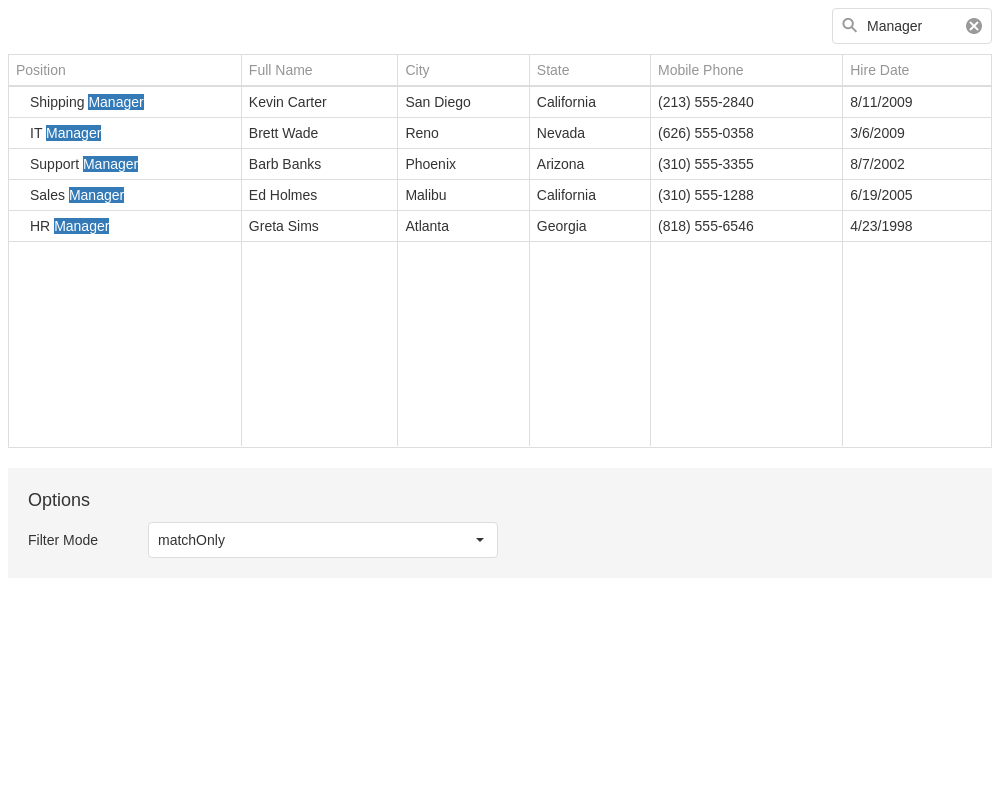 Manager
Position Full Name City State Mobile Phone Hire Date
Shipping Manager Kevin Carter San Diego California (213) 555-2840 8/11/2009
IT Manager Brett Wade Reno Nevada (626) 555-0358 3/6/2009
Support Manager Barb Banks Phoenix Arizona (310) 555-3355 8/7/2002
Sales Manager Ed Holmes Malibu California (310) 555-1288 6/19/2005
HR Manager Greta Sims Atlanta Georgia (818) 555-6546 4/23/1998
Options
Filter Mode matchOnly